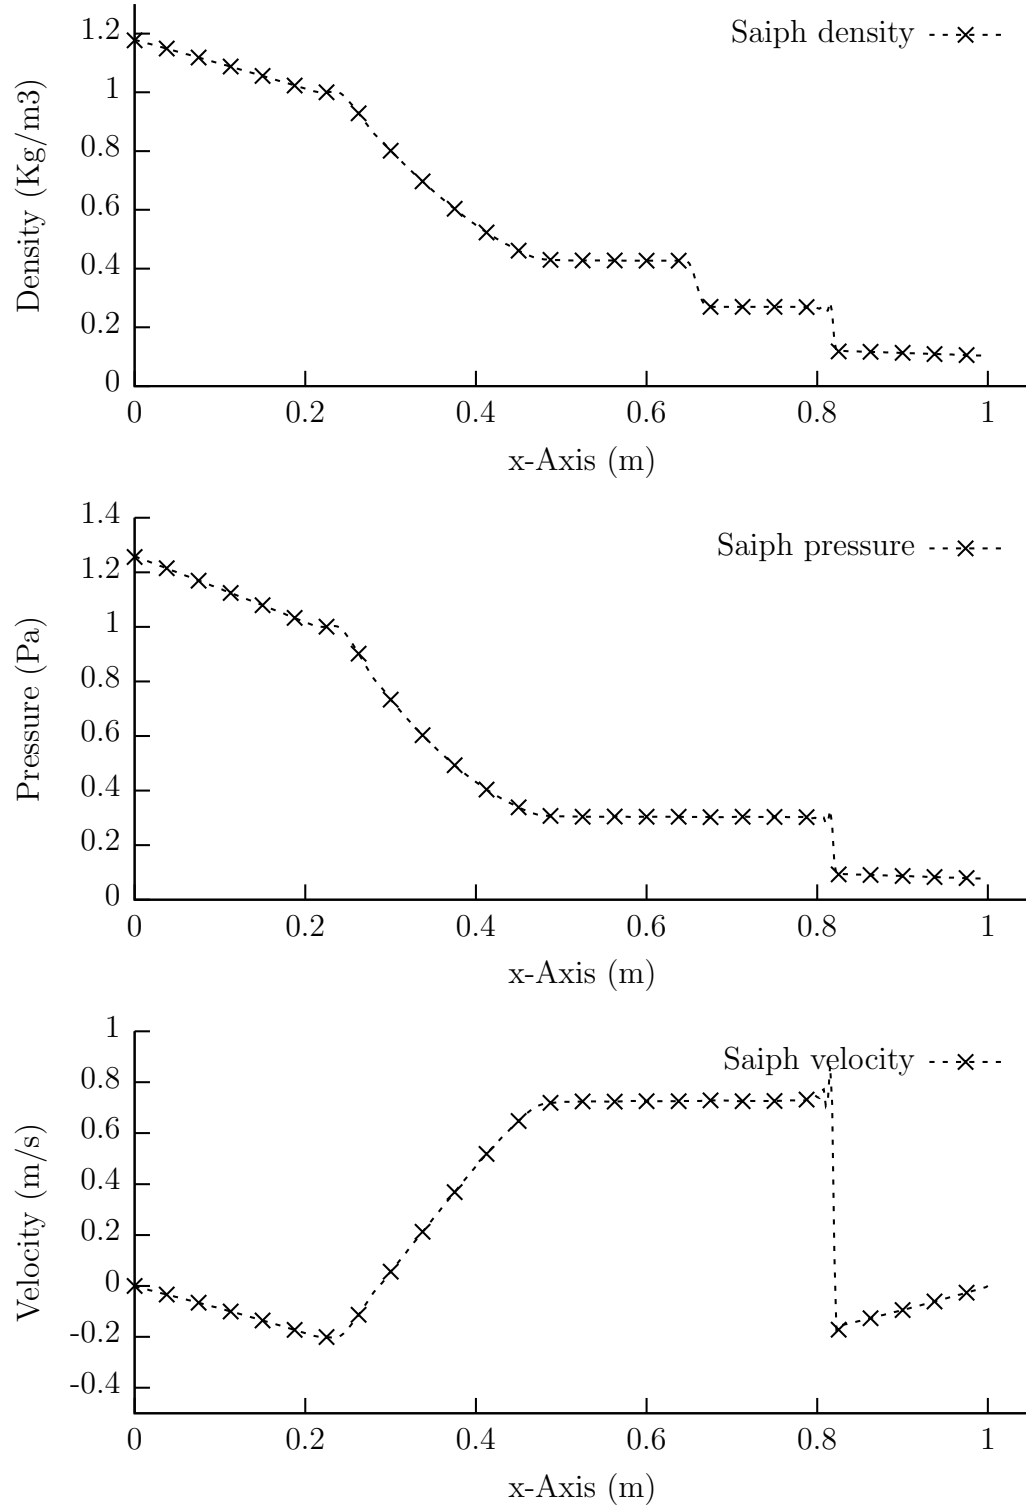 Saiph density
Density (Kg/m3)
1.2
1
0.8
0.6
0.4
0.2
0
0 0.2 0.4 0.6 0.8 1
x-Axis (m)
Saiph pressure
Pressure (Pa)
1.4
1.2
1
0.8
0.6
0.4
0.2
0
0 0.2 0.4 0.6 0.8 1
x-Axis (m)
Saiph velocity
Velocity (m/s)
1
0.8
0.6
0.4
0.2
0
-0.2
-0.4
0 0.2 0.4 0.6 0.8 1
x-Axis (m)